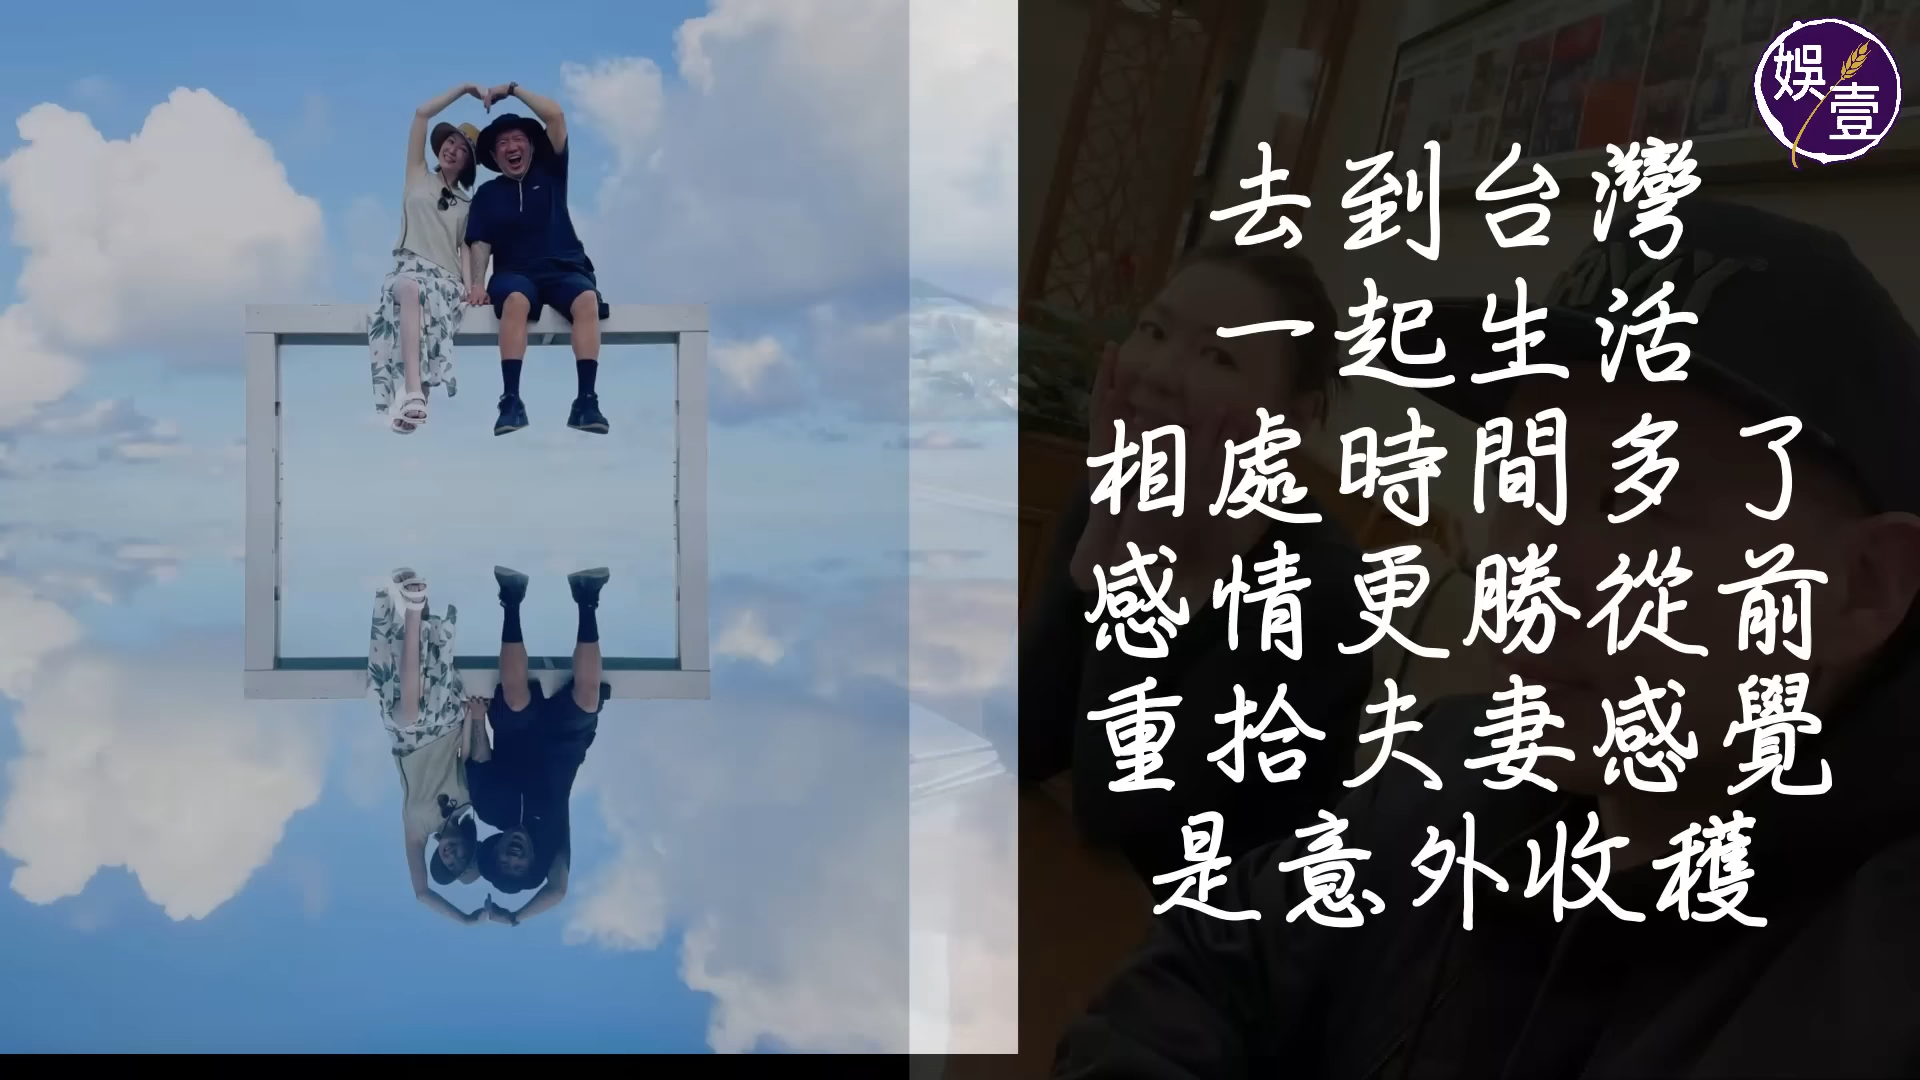 娛壹
去到台灣
一起生活
相處時間多了
感情更勝從前
重拾夫妻感覺
是意外收穫